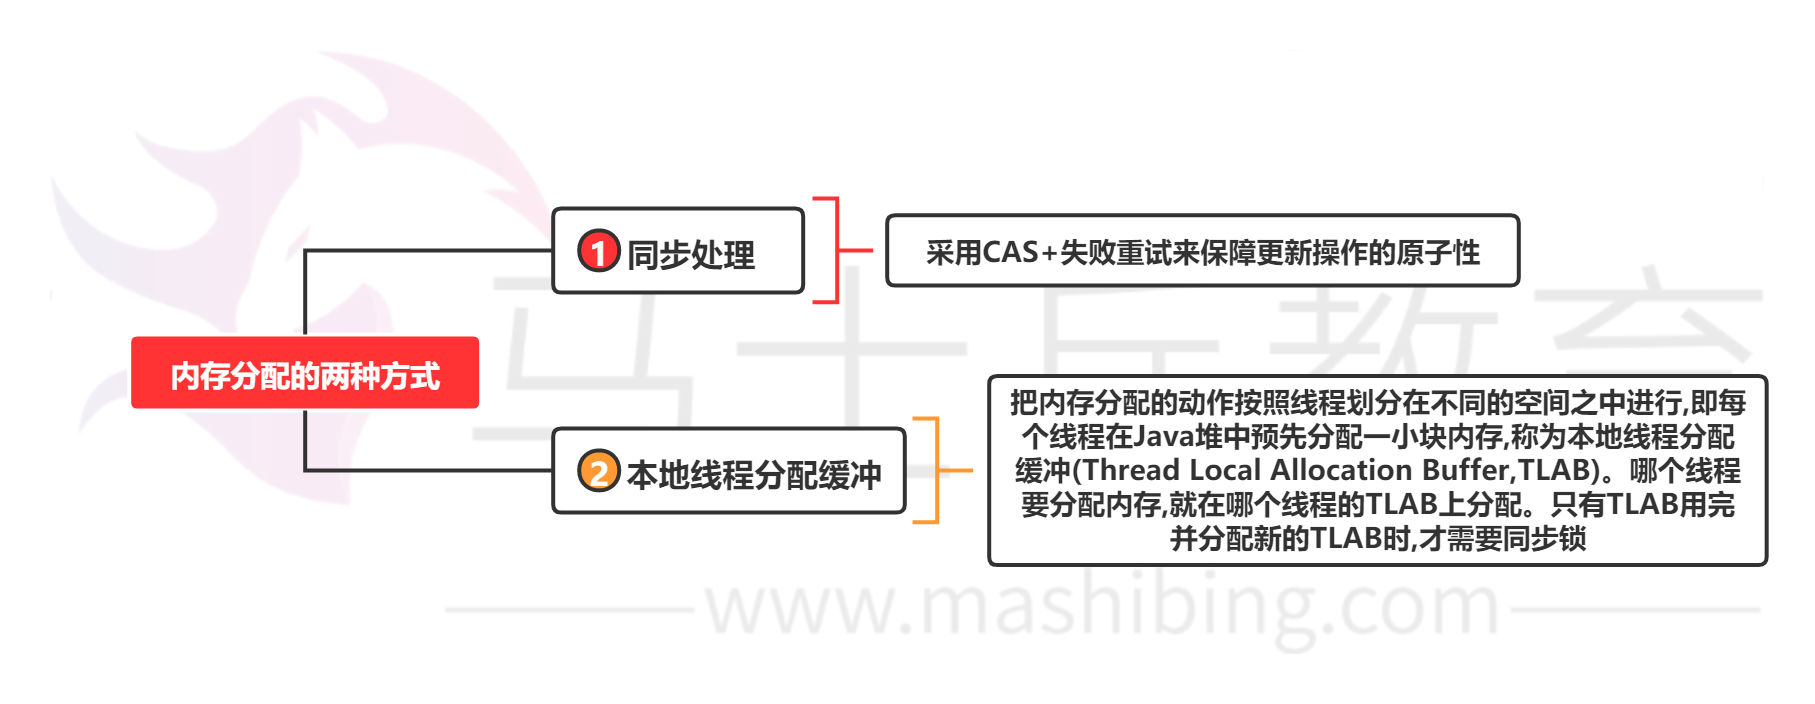 内存分配的两种方式
1 同步处理
采用CAS+失败重试来保障更新操作的原子性
2 本地线程分配缓冲
把内存分配的动作按照线程划分在不同的空间之中进行,即每
个线程在Java堆中预先分配一小块内存,称为本地线程分配
缓冲(Thread Local Allocation Buffer,TLAB)。哪个线程
要分配内存,就在哪个线程的TLAB上分配。只有TLAB用完
并分配新的TLAB时,才需要同步锁
马士兵教育
www.mashibing.com